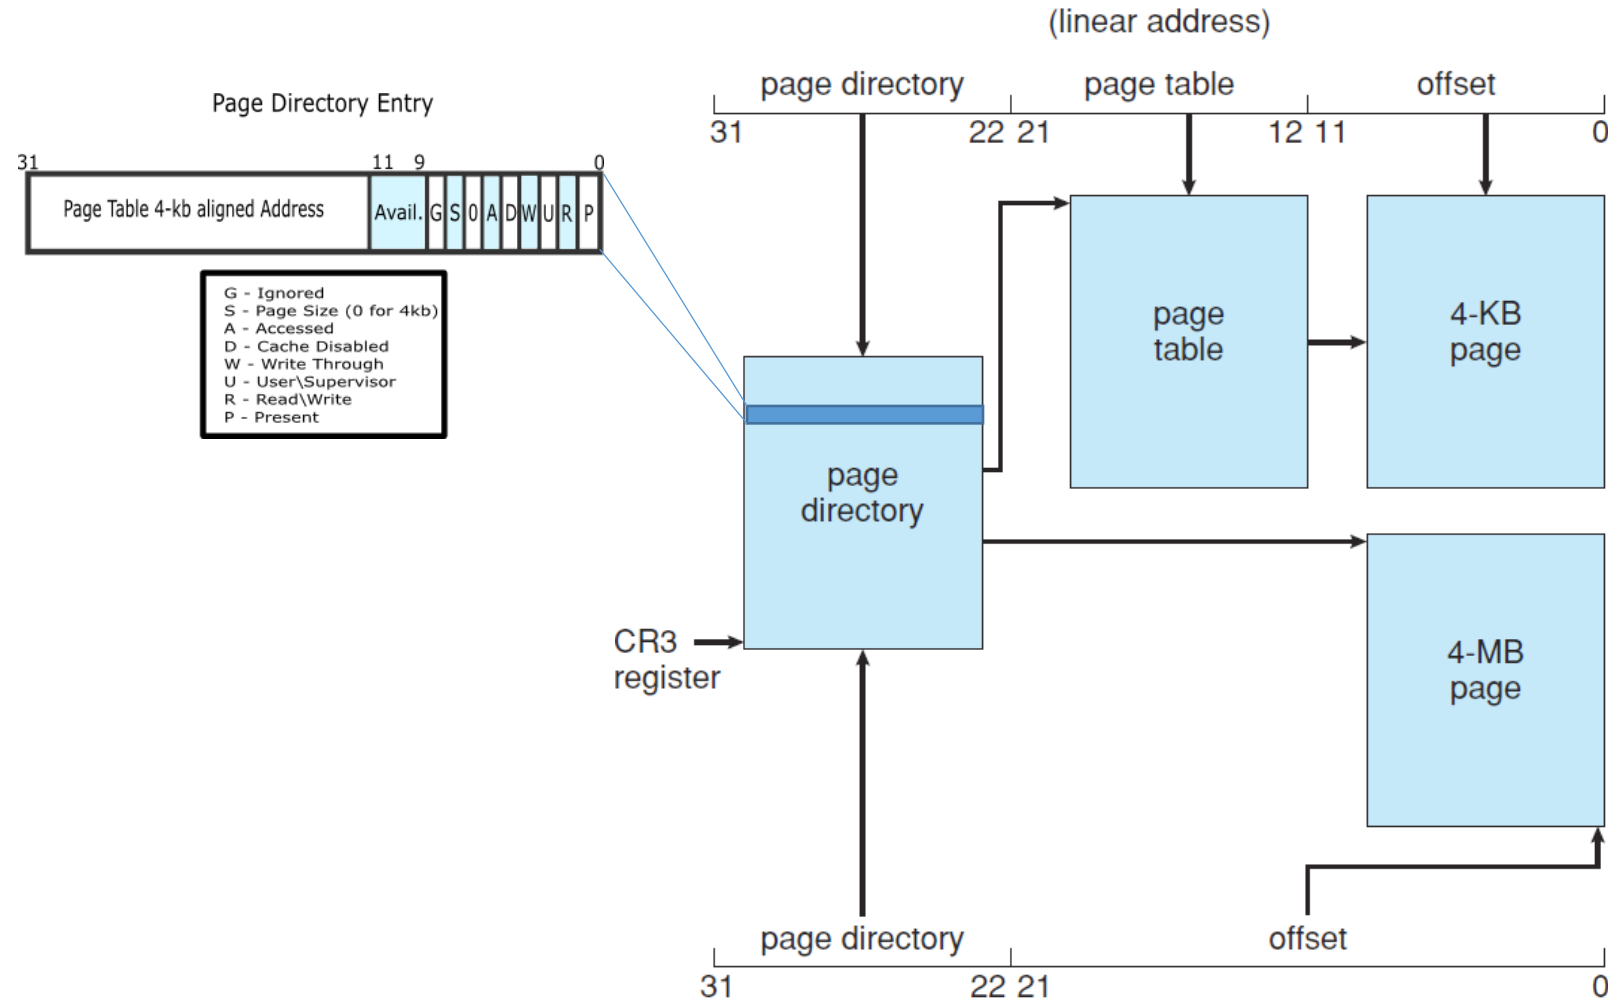 (linear address)
page directory page table offset
31 22 21 12 11 0
Page Directory Entry
31 11 9 0
Page Table 4-kb aligned Address Avail. G S 0 A D W U R P
G - Ignored
S - Page Size (0 for 4kb)
A - Accessed
D - Cache Disabled
W - Write Through
U - User\Supervisor
R - Read\Write
P - Present
page
directory
page
table
4-KB
page
CR3
register
4-MB
page
page directory offset
31 22 21 0